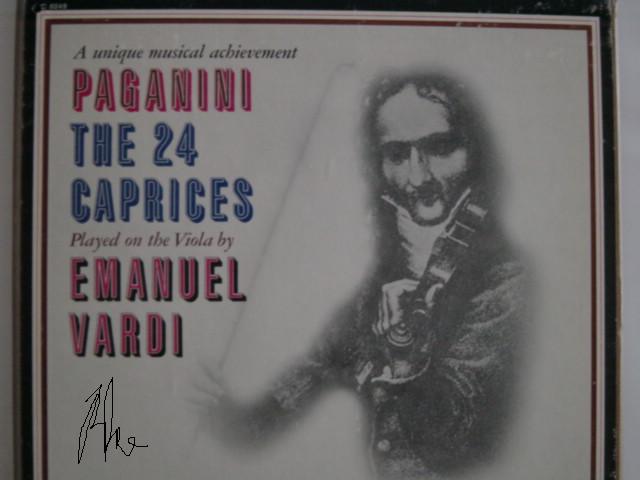 A unique musical achievement
PAGANINI
THE 24
CAPRICES
Played on the Viola by
EMANUEL
VARDI